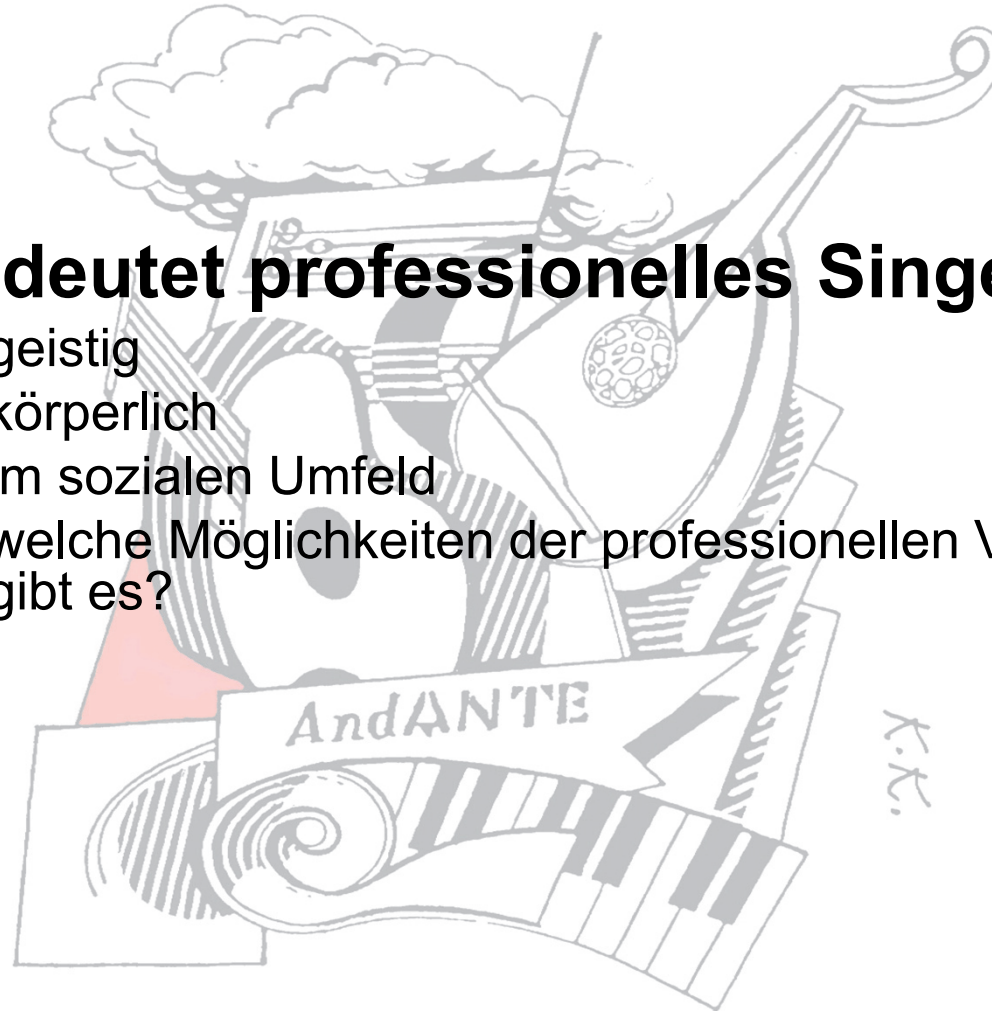 deutet professionelles Singe
geistig
körperlich
m sozialen Umfeld
welche Möglichkeiten der professionellen V
gibt es?
AndANTE
K.K.